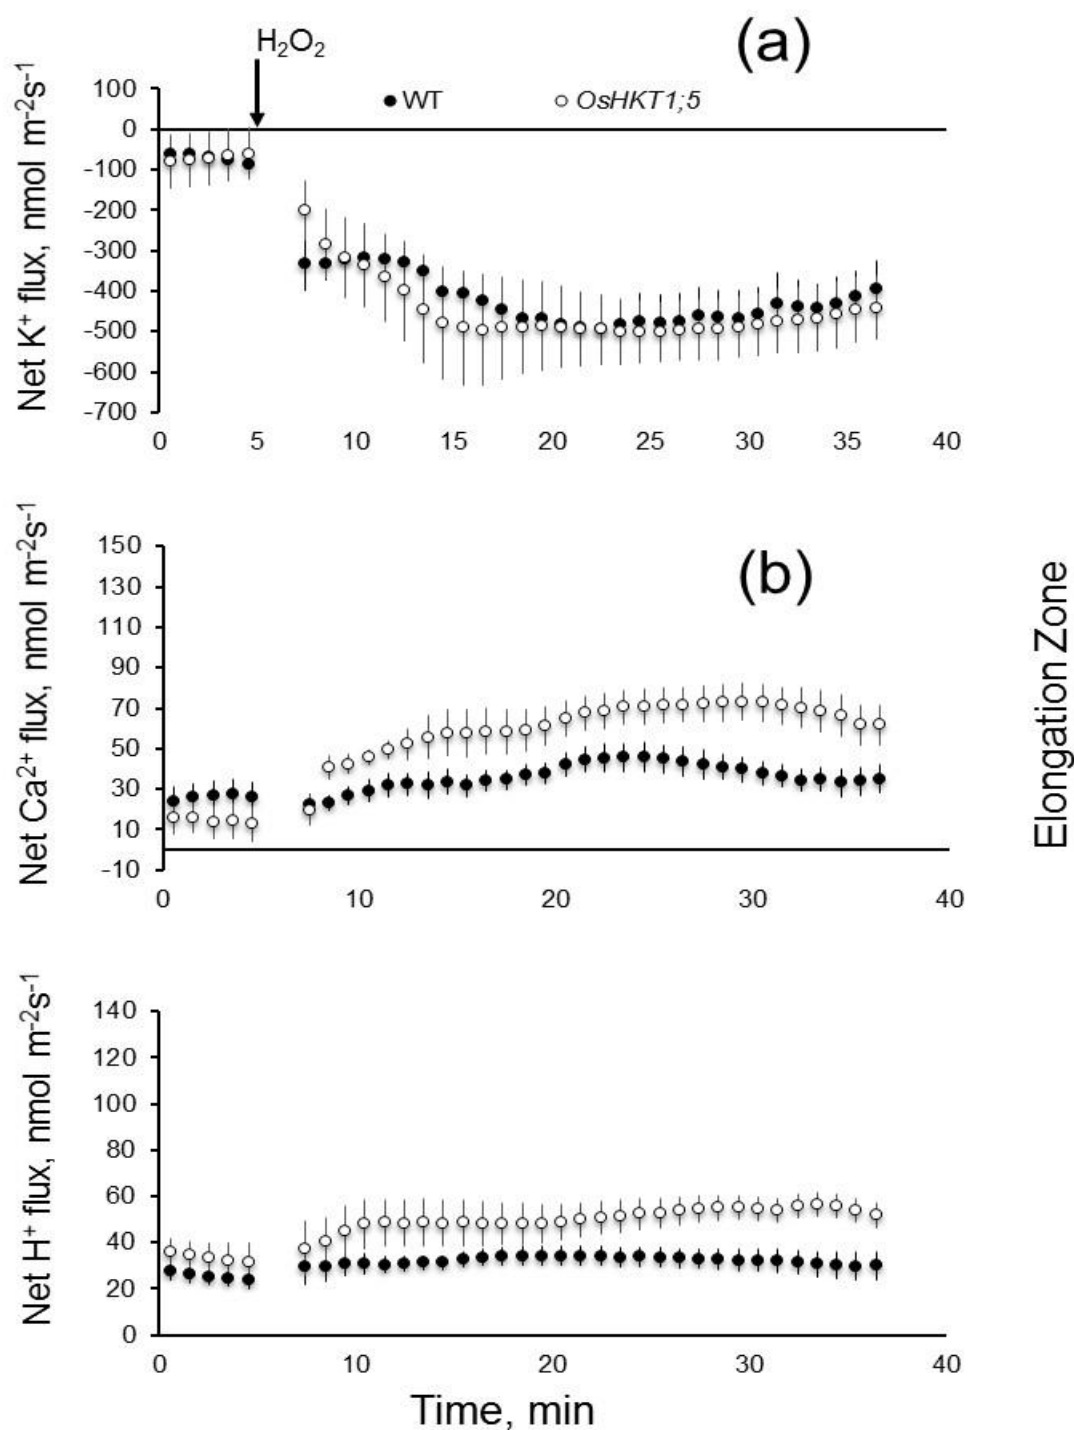 H₂O₂
(a)
WT
OsHKT1;5
Net K⁺ flux, nmol m⁻²s⁻¹
100
0
-100
-200
-300
-400
-500
-600
-700
0 5 10 15 20 25 30 35 40
(b)
Net Ca²⁺ flux, nmol m⁻²s⁻¹
150
130
110
90
70
50
30
10
-10
0 10 20 30 40
Elongation Zone
Net H⁺ flux, nmol m⁻²s⁻¹
140
120
100
80
60
40
20
0
0 10 20 30 40
Time, min